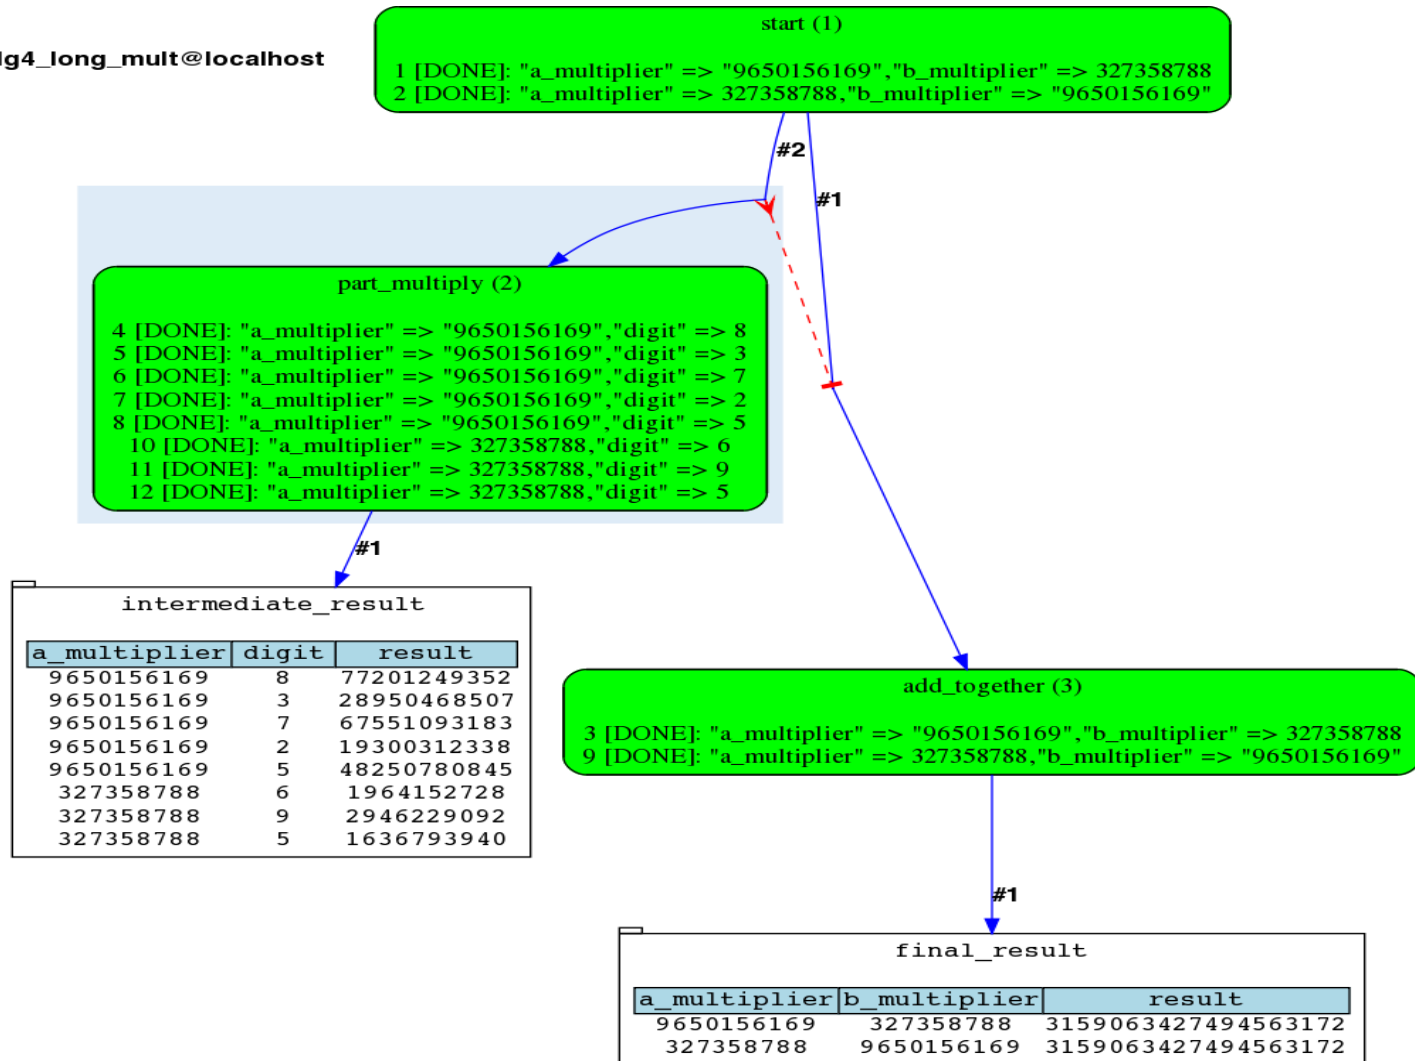 start (1)
lg4_long_mult@localhost
1 [DONE]: "a_multiplier" => "9650156169","b_multiplier" => 327358788
2 [DONE]: "a_multiplier" => 327358788,"b_multiplier" => "9650156169"
#2
#1
part_multiply (2)
4 [DONE]: "a_multiplier" => "9650156169","digit" => 8
5 [DONE]: "a_multiplier" => "9650156169","digit" => 3
6 [DONE]: "a_multiplier" => "9650156169","digit" => 7
7 [DONE]: "a_multiplier" => "9650156169","digit" => 2
8 [DONE]: "a_multiplier" => "9650156169","digit" => 5
10 [DONE]: "a_multiplier" => 327358788,"digit" => 6
11 [DONE]: "a_multiplier" => 327358788,"digit" => 9
12 [DONE]: "a_multiplier" => 327358788,"digit" => 5
#1
intermediate_result
a_multiplier digit result
9650156169 8 77201249352
9650156169 3 28950468507
9650156169 7 67551093183
9650156169 2 19300312338
9650156169 5 48250780845
327358788 6 1964152728
327358788 9 2946229092
327358788 5 1636793940
add_together (3)
3 [DONE]: "a_multiplier" => "9650156169","b_multiplier" => 327358788
9 [DONE]: "a_multiplier" => 327358788,"b_multiplier" => "9650156169"
#1
final_result
a_multiplier b_multiplier result
9650156169 327358788 3159063427494563172
327358788 9650156169 3159063427494563172